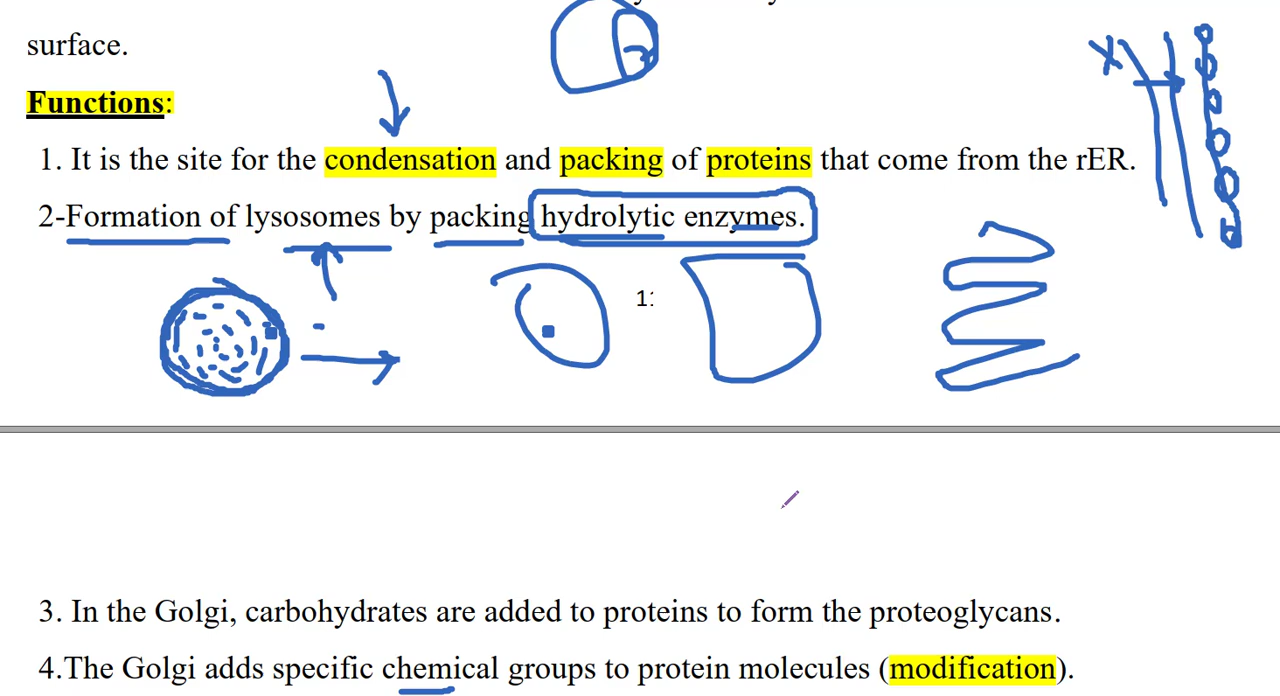 surface.
Functions:
1. It is the site for the condensation and packing of proteins that come from the rER.
2-Formation of lysosomes by packing hydrolytic enzymes.
1:
3. In the Golgi, carbohydrates are added to proteins to form the proteoglycans.
4.The Golgi adds specific chemical groups to protein molecules (modification).